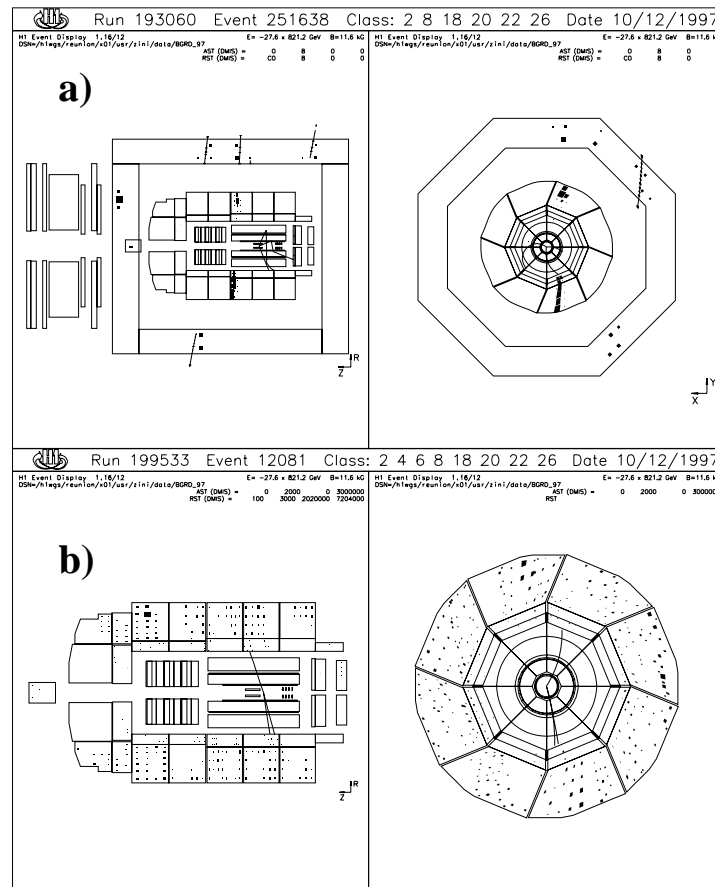 Run 193060 Event 251638 Class: 2 8 18 20 22 26 Date 10/12/1997
H1 Event Display 1.16/12
DSN=/h1wgs/reunion/x01/usr/zini/data/BGRD_97
E= -27.6 x 821.2 GeV B=11.6 kG
AST (DMIS) = 0 8 0
RST (DMIS) = C0 8 0
H1 Event Display 1.16/12
DSN=/h1wgs/reunion/x01/usr/zini/data/BGRD_97
E= -27.6 x 821.2 GeV B=11.6 kG
AST (DMIS) = 0 8 0
RST (DMIS) = C0 8 0
a)
R
Z
Y
X
Run 199533 Event 12081 Class: 2 4 6 8 18 20 22 26 Date 10/12/1997
H1 Event Display 1.16/12
DSN=/h1wgs/reunion/x01/usr/zini/data/BGRD_97
E= -27.6 x 821.2 GeV B=11.6 kG
AST (DMIS) = 0 2000 0 3000000
RST (DMIS) = 100 3000 2020000 7204000
H1 Event Display 1.16/12
DSN=/h1wgs/reunion/x01/usr/zini/data/BGRD_97
E= -27.6 x 821.2 GeV B=11.6 kG
AST (DMIS) = 0 2000 0
RST
b)
R
Z